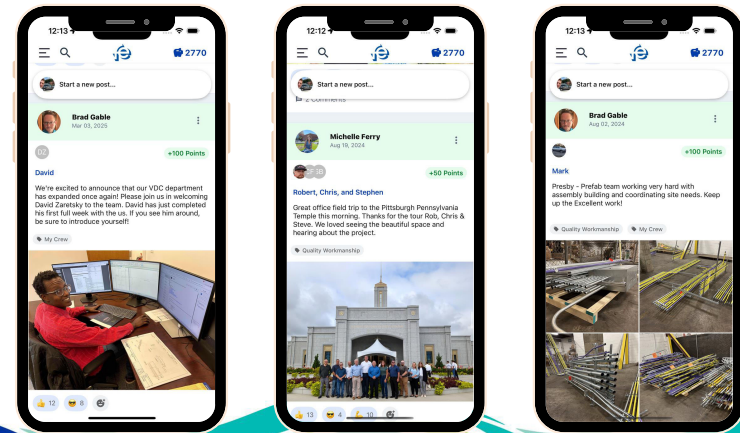 12:13
2770
Start a new post...
Brad Gable
Mar 03, 2025
DZ
+100 Points
David
We're excited to announce that our VDC department
has expanded once again! Please join us in welcoming
David Zaretsky to the team. David has just completed
his first full week with the us. If you see him around,
be sure to introduce yourself!
My Crew
12
8
12:12
2770
Start a new post...
2 Comments
Michelle Ferry
Aug 19, 2024
+50 Points
Robert, Chris, and Stephen
Great office field trip to the Pittsburgh Pennsylvania
Temple this morning. Thanks for the tour Rob, Chris &
Steve. We loved seeing the beautiful space and
hearing about the project.
Quality Workmanship
13
4
10
12:13
2770
Start a new post...
Brad Gable
Aug 02, 2024
+100 Points
Mark
Presby - Prefab team working very hard with
assembly building and coordinating site needs. Keep
up the Excellent work!
Quality Workmanship
My Crew